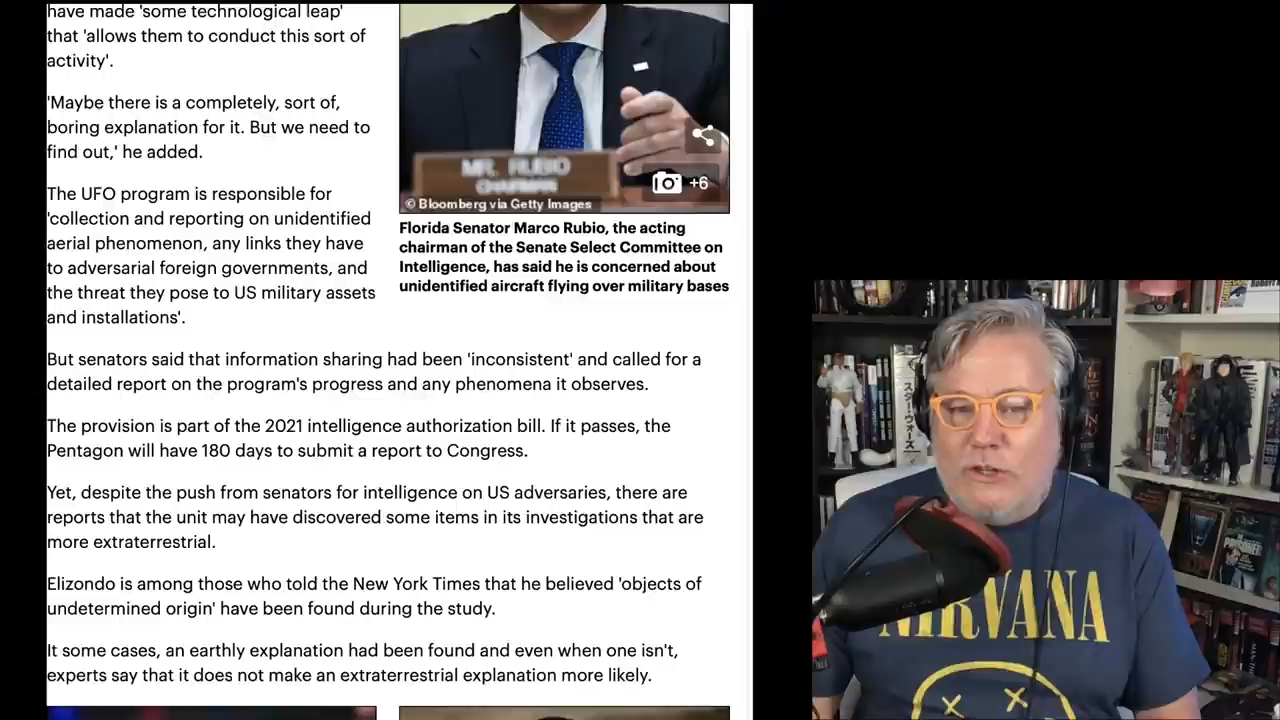 have made 'some technological leap'
that 'allows them to conduct this sort of
activity'.
'Maybe there is a completely, sort of,
boring explanation for it. But we need to
find out,' he added.
The UFO program is responsible for
'collection and reporting on unidentified
aerial phenomenon, any links they have
to adversarial foreign governments, and
the threat they pose to US military assets
and installations'.
MR. RUBIO
CHAIRMAN
+6
© Bloomberg via Getty Images
Florida Senator Marco Rubio, the acting
chairman of the Senate Select Committee on
Intelligence, has said he is concerned about
unidentified aircraft flying over military bases
But senators said that information sharing had been 'inconsistent' and called for a
detailed report on the program's progress and any phenomena it observes.
The provision is part of the 2021 intelligence authorization bill. If it passes, the
Pentagon will have 180 days to submit a report to Congress.
Yet, despite the push from senators for intelligence on US adversaries, there are
reports that the unit may have discovered some items in its investigations that are
more extraterrestrial.
Elizondo is among those who told the New York Times that he believed 'objects of
undetermined origin' have been found during the study.
It some cases, an earthly explanation had been found and even when one isn't,
experts say that it does not make an extraterrestrial explanation more likely.
スター・ウォーズ
NIRVANA